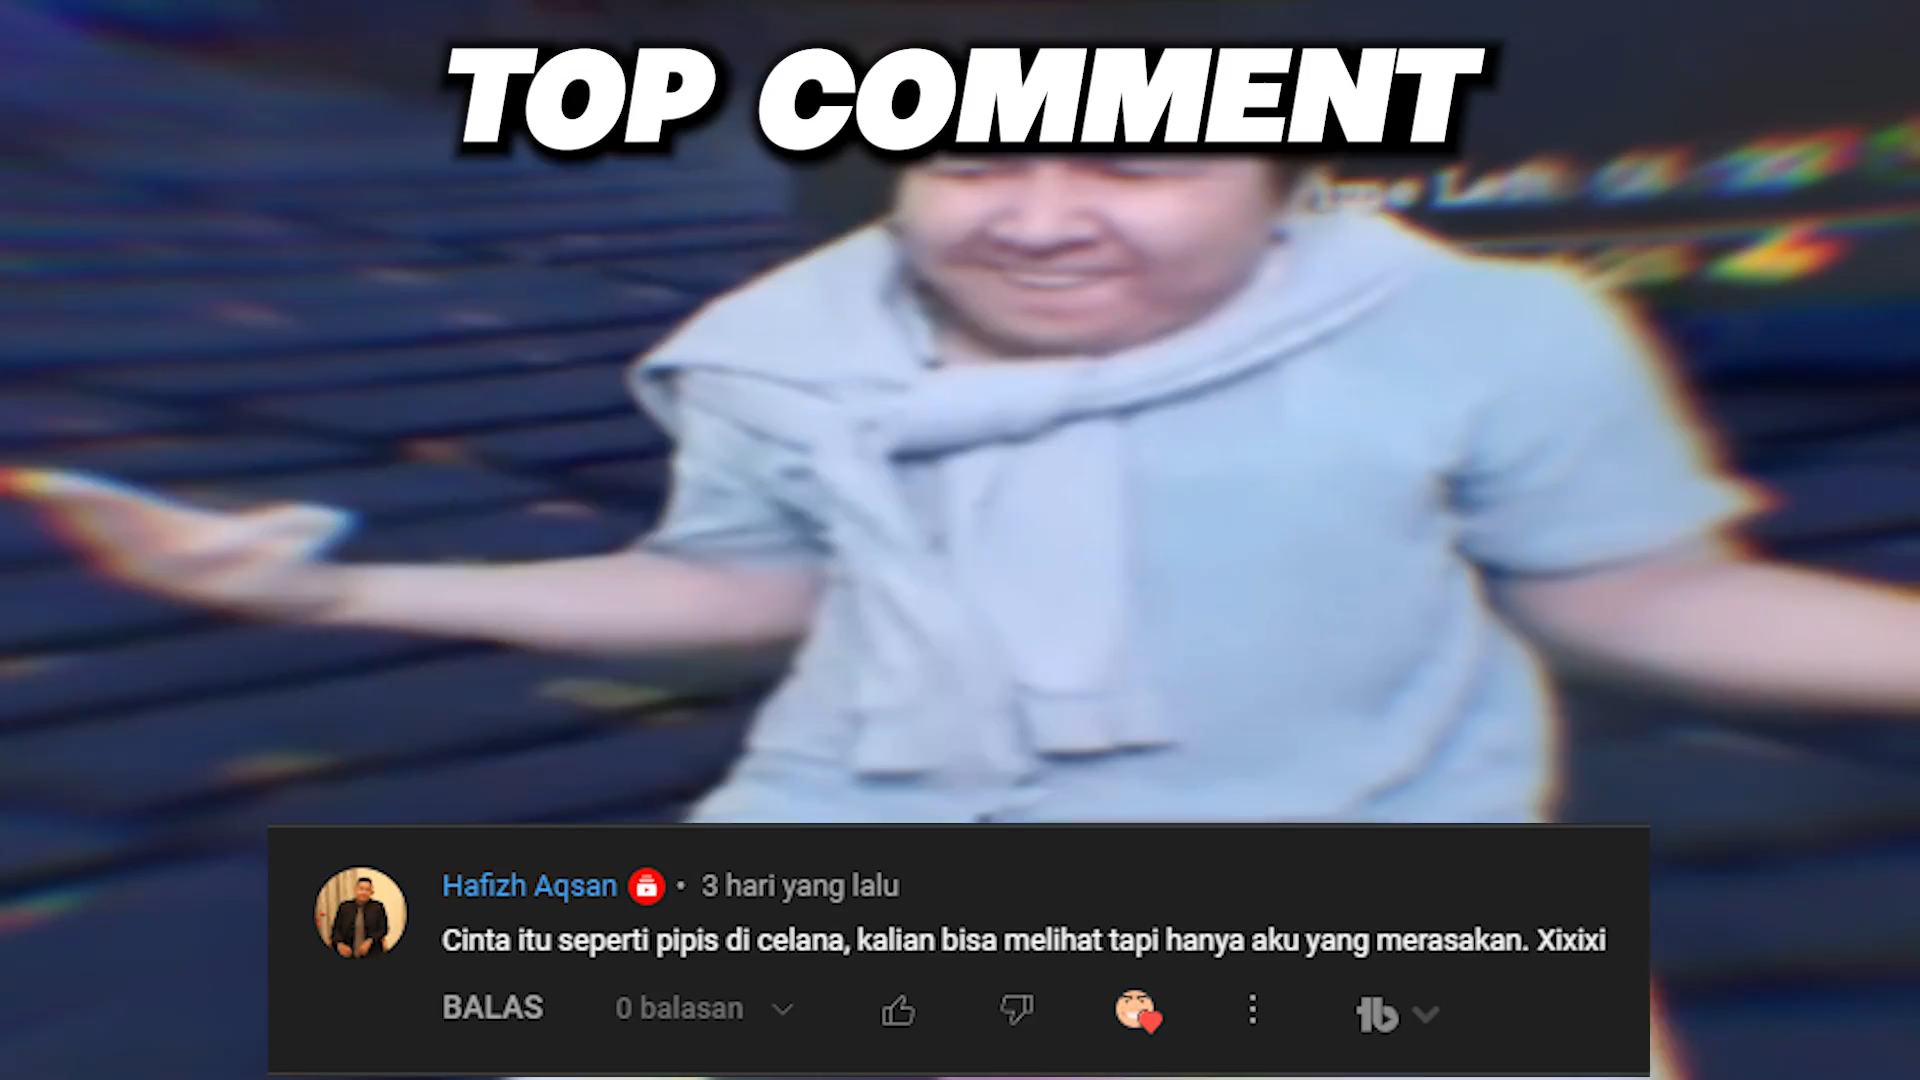 TOP COMMENT
Hafizh Aqsan • 3 hari yang lalu
Cinta itu seperti pipis di celana, kalian bisa melihat tapi hanya aku yang merasakan. Xixixi
BALAS 0 balasan